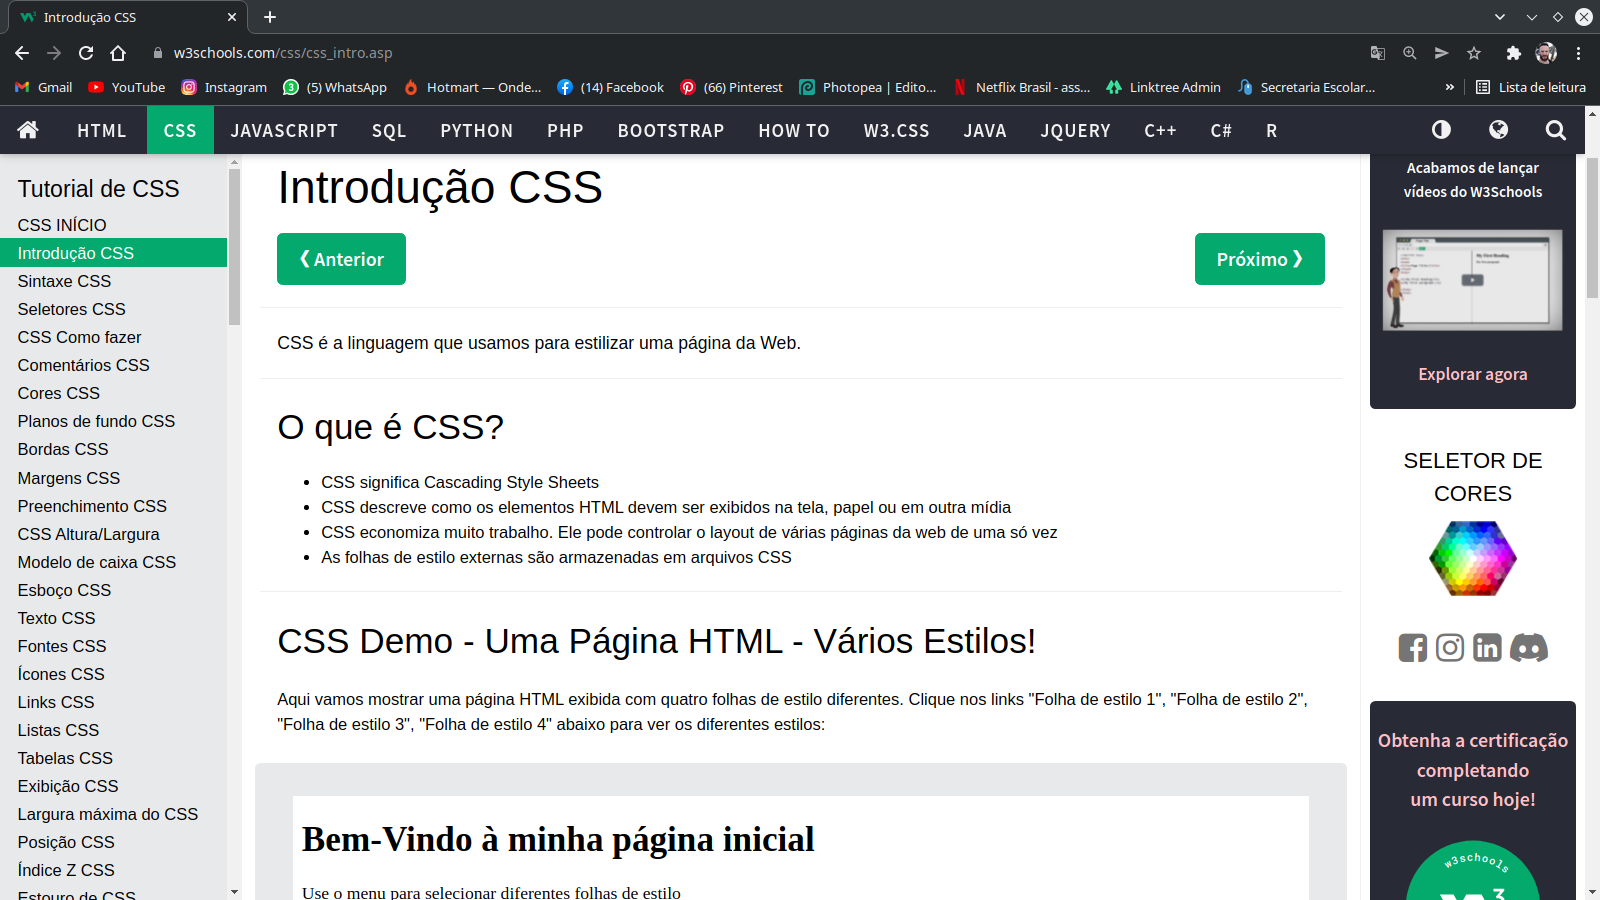 Introdução CSS
w3schools.com/css/css_intro.asp
Gmail
YouTube
Instagram
(5) WhatsApp
Hotmart — Onde...
(14) Facebook
(66) Pinterest
Photopea | Edito...
Netflix Brasil - ass...
Linktree Admin
Secretaria Escolar...
»
Lista de leitura
HTML
CSS
JAVASCRIPT
SQL
PYTHON
PHP
BOOTSTRAP
HOW TO
W3.CSS
JAVA
JQUERY
C++
C#
R
Tutorial de CSS
CSS INÍCIO
Introdução CSS
Sintaxe CSS
Seletores CSS
CSS Como fazer
Comentários CSS
Cores CSS
Planos de fundo CSS
Bordas CSS
Margens CSS
Preenchimento CSS
CSS Altura/Largura
Modelo de caixa CSS
Esboço CSS
Texto CSS
Fontes CSS
Ícones CSS
Links CSS
Listas CSS
Tabelas CSS
Exibição CSS
Largura máxima do CSS
Posição CSS
Índice Z CSS
Estouro de CSS
Introdução CSS
❮ Anterior
Próximo ❯
CSS é a linguagem que usamos para estilizar uma página da Web.
O que é CSS?
• CSS significa Cascading Style Sheets
• CSS descreve como os elementos HTML devem ser exibidos na tela, papel ou em outra mídia
• CSS economiza muito trabalho. Ele pode controlar o layout de várias páginas da web de uma só vez
• As folhas de estilo externas são armazenadas em arquivos CSS
CSS Demo - Uma Página HTML - Vários Estilos!
Aqui vamos mostrar uma página HTML exibida com quatro folhas de estilo diferentes. Clique nos links "Folha de estilo 1", "Folha de estilo 2",
"Folha de estilo 3", "Folha de estilo 4" abaixo para ver os diferentes estilos:
Bem-Vindo à minha página inicial
Use o menu para selecionar diferentes folhas de estilo
Acabamos de lançar
vídeos do W3Schools
My First Heading
Explorar agora
SELETOR DE
CORES
Obtenha a certificação
completando
um curso hoje!
w3schools
3